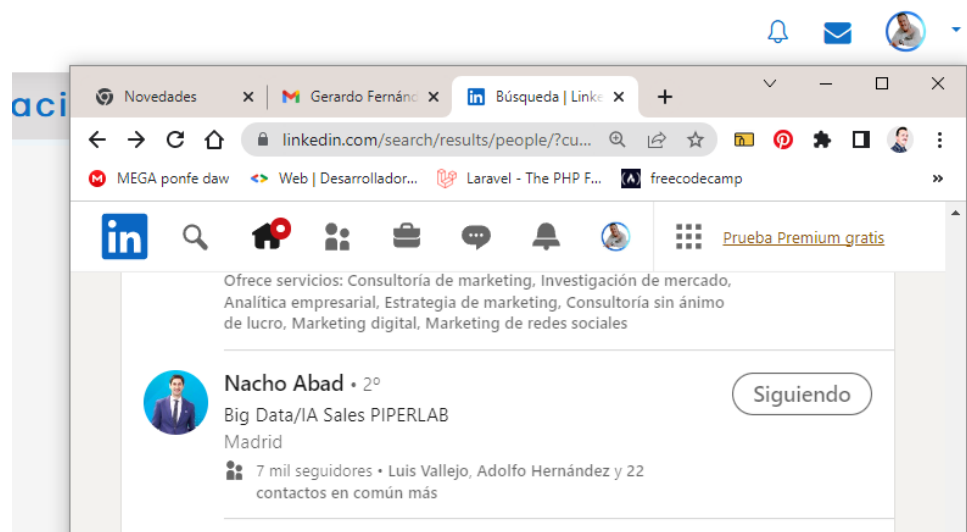 aci
Novedades
Gerardo Fernánd
Búsqueda | Linke
linkedin.com/search/results/people/?cu...
MEGA ponfe daw
Web | Desarrollador...
Laravel - The PHP F...
freecodecamp
»
in
Prueba Premium gratis
Ofrece servicios: Consultoría de marketing, Investigación de mercado,
Analítica empresarial, Estrategia de marketing, Consultoría sin ánimo
de lucro, Marketing digital, Marketing de redes sociales
Nacho Abad • 2º
Siguiendo
Big Data/IA Sales PIPERLAB
Madrid
7 mil seguidores • Luis Vallejo, Adolfo Hernández y 22
contactos en común más